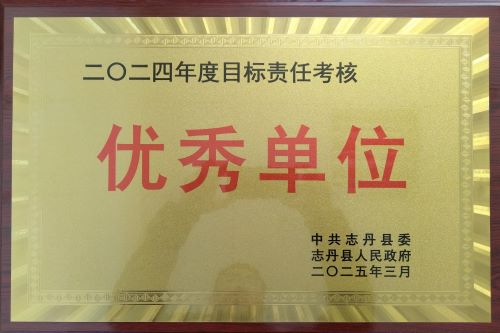 二〇二四年度目标责任考核
优秀单位
中共志丹县委
志丹县人民政府
二〇二五年三月